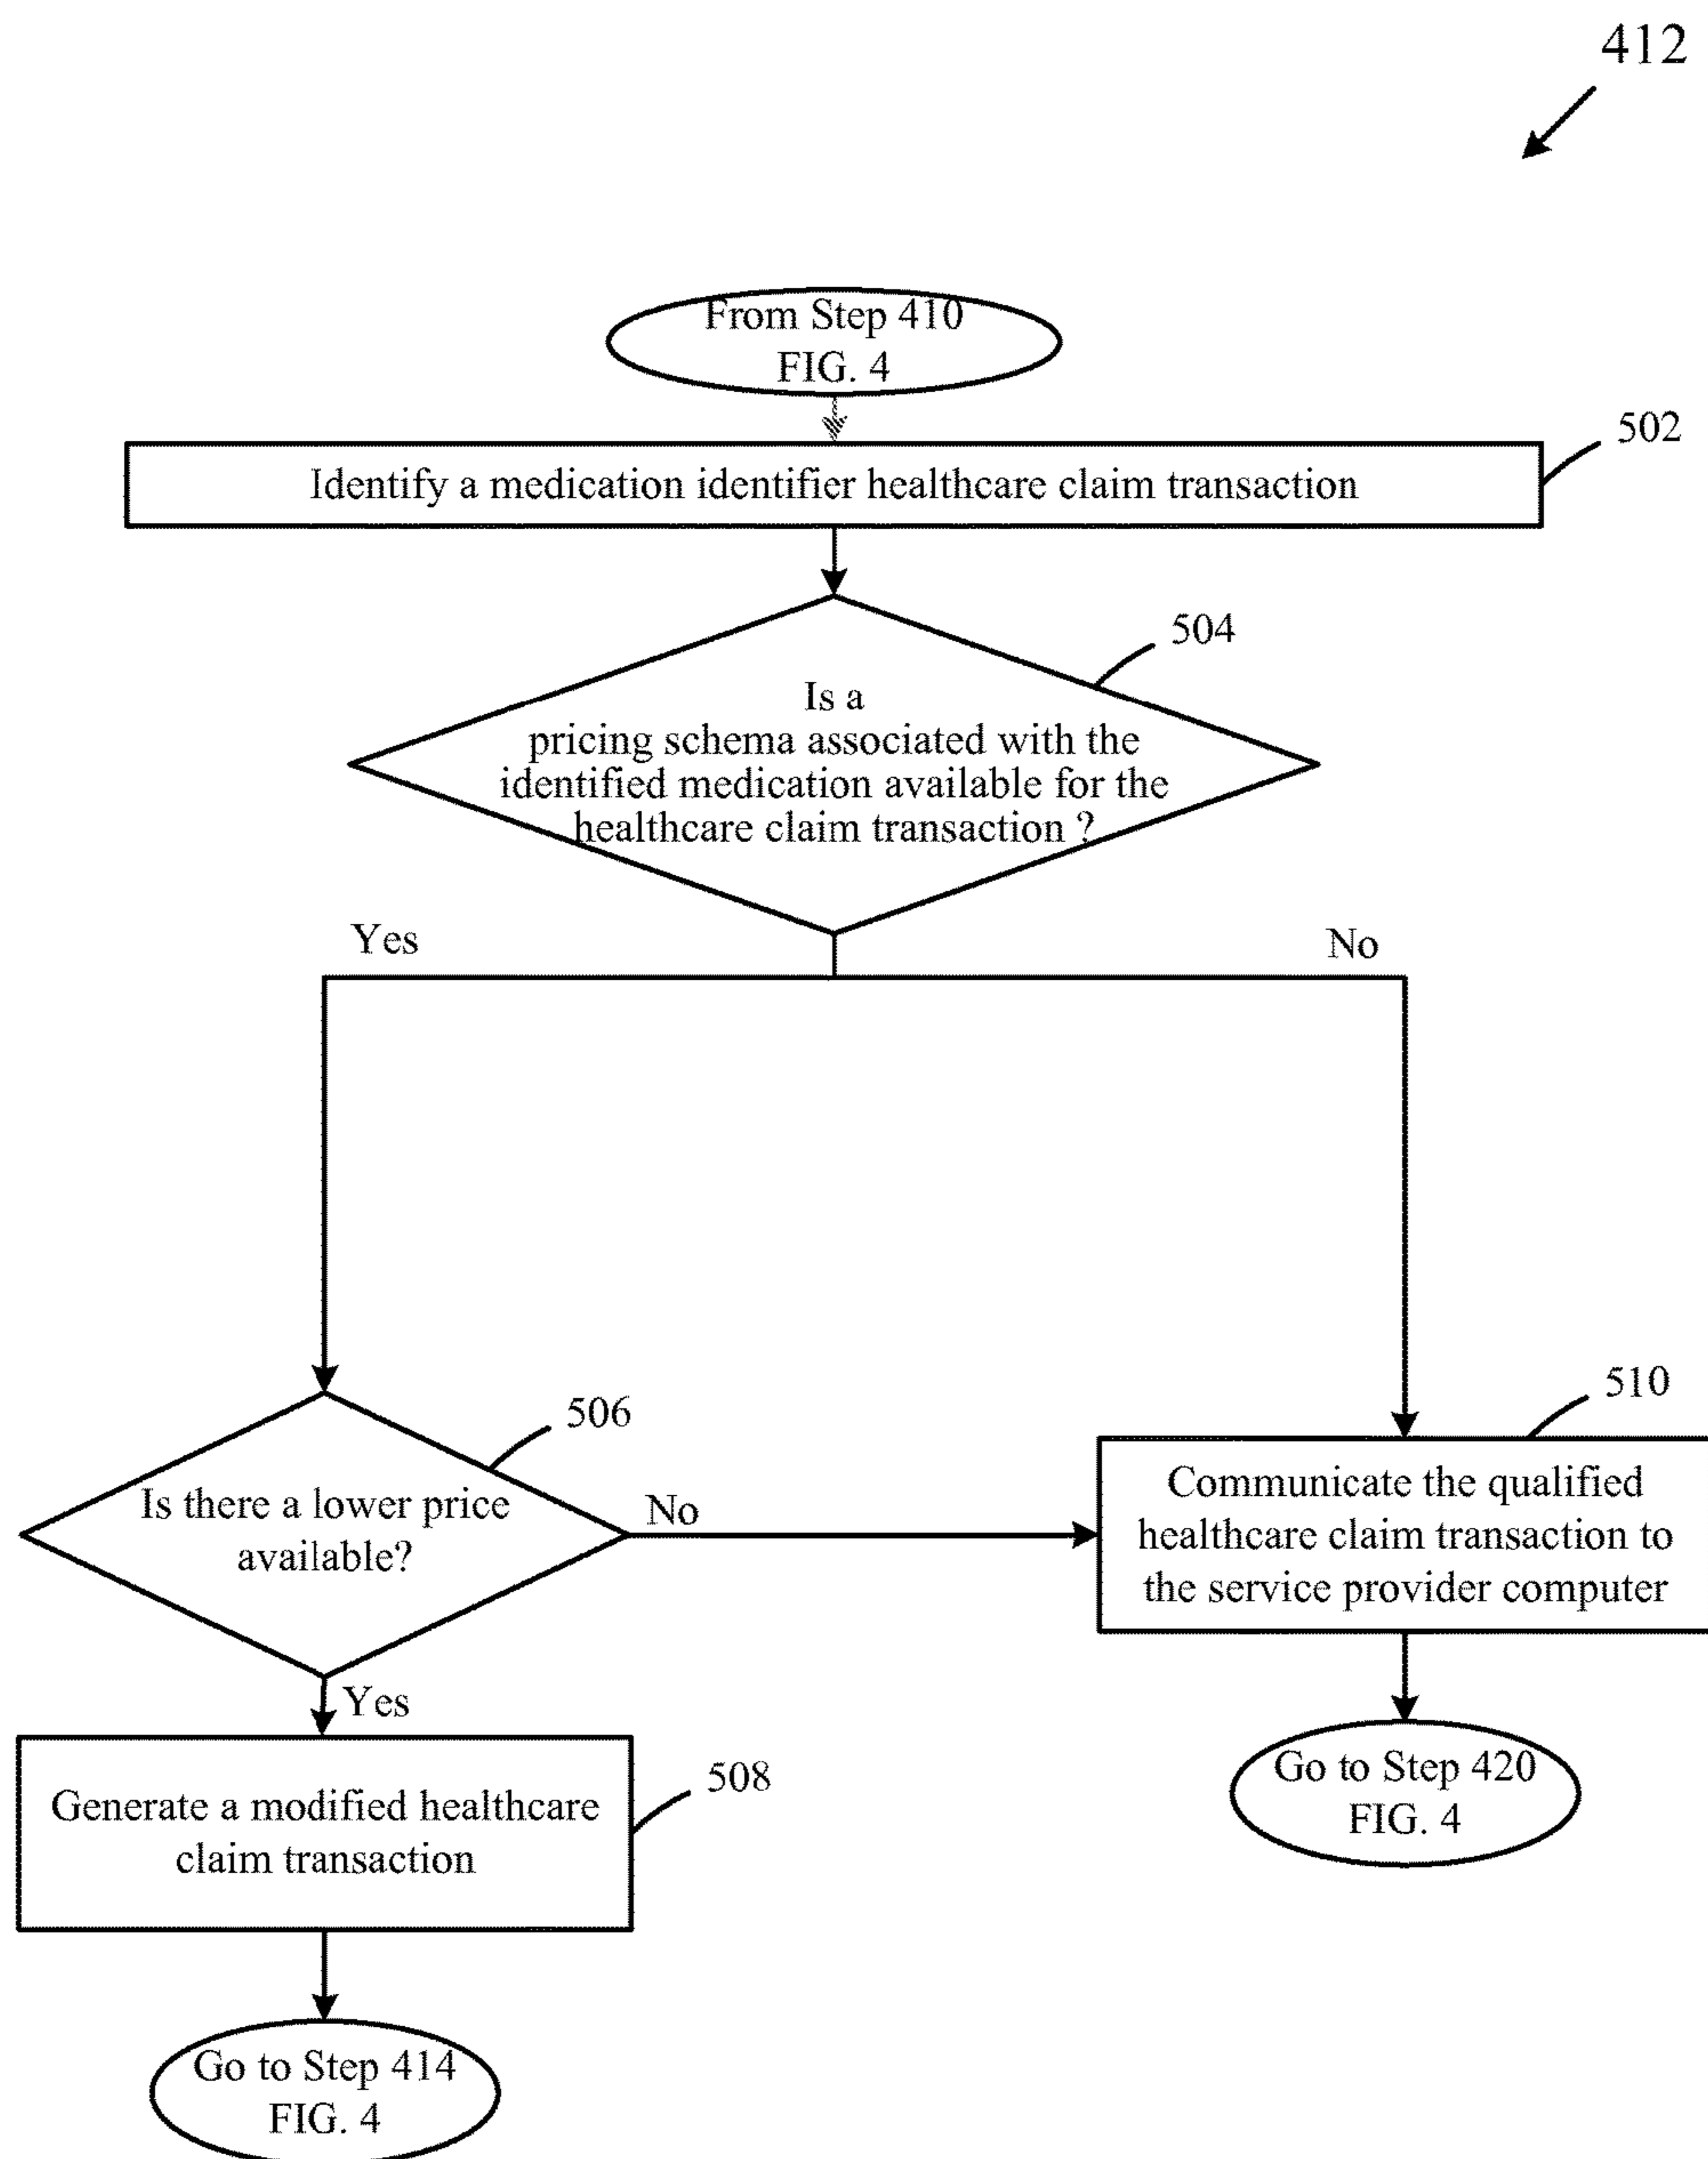 412
From Step 410
FIG. 4
502
Identify a medication identifier healthcare claim transaction
504
Is a
pricing schema associated with the
identified medication available for the
healthcare claim transaction ?
Yes
No
506
Is there a lower price
available?
No
510
Communicate the qualified
healthcare claim transaction to
the service provider computer
Yes
508
Generate a modified healthcare
claim transaction
Go to Step 420
FIG. 4
Go to Step 414
FIG. 4